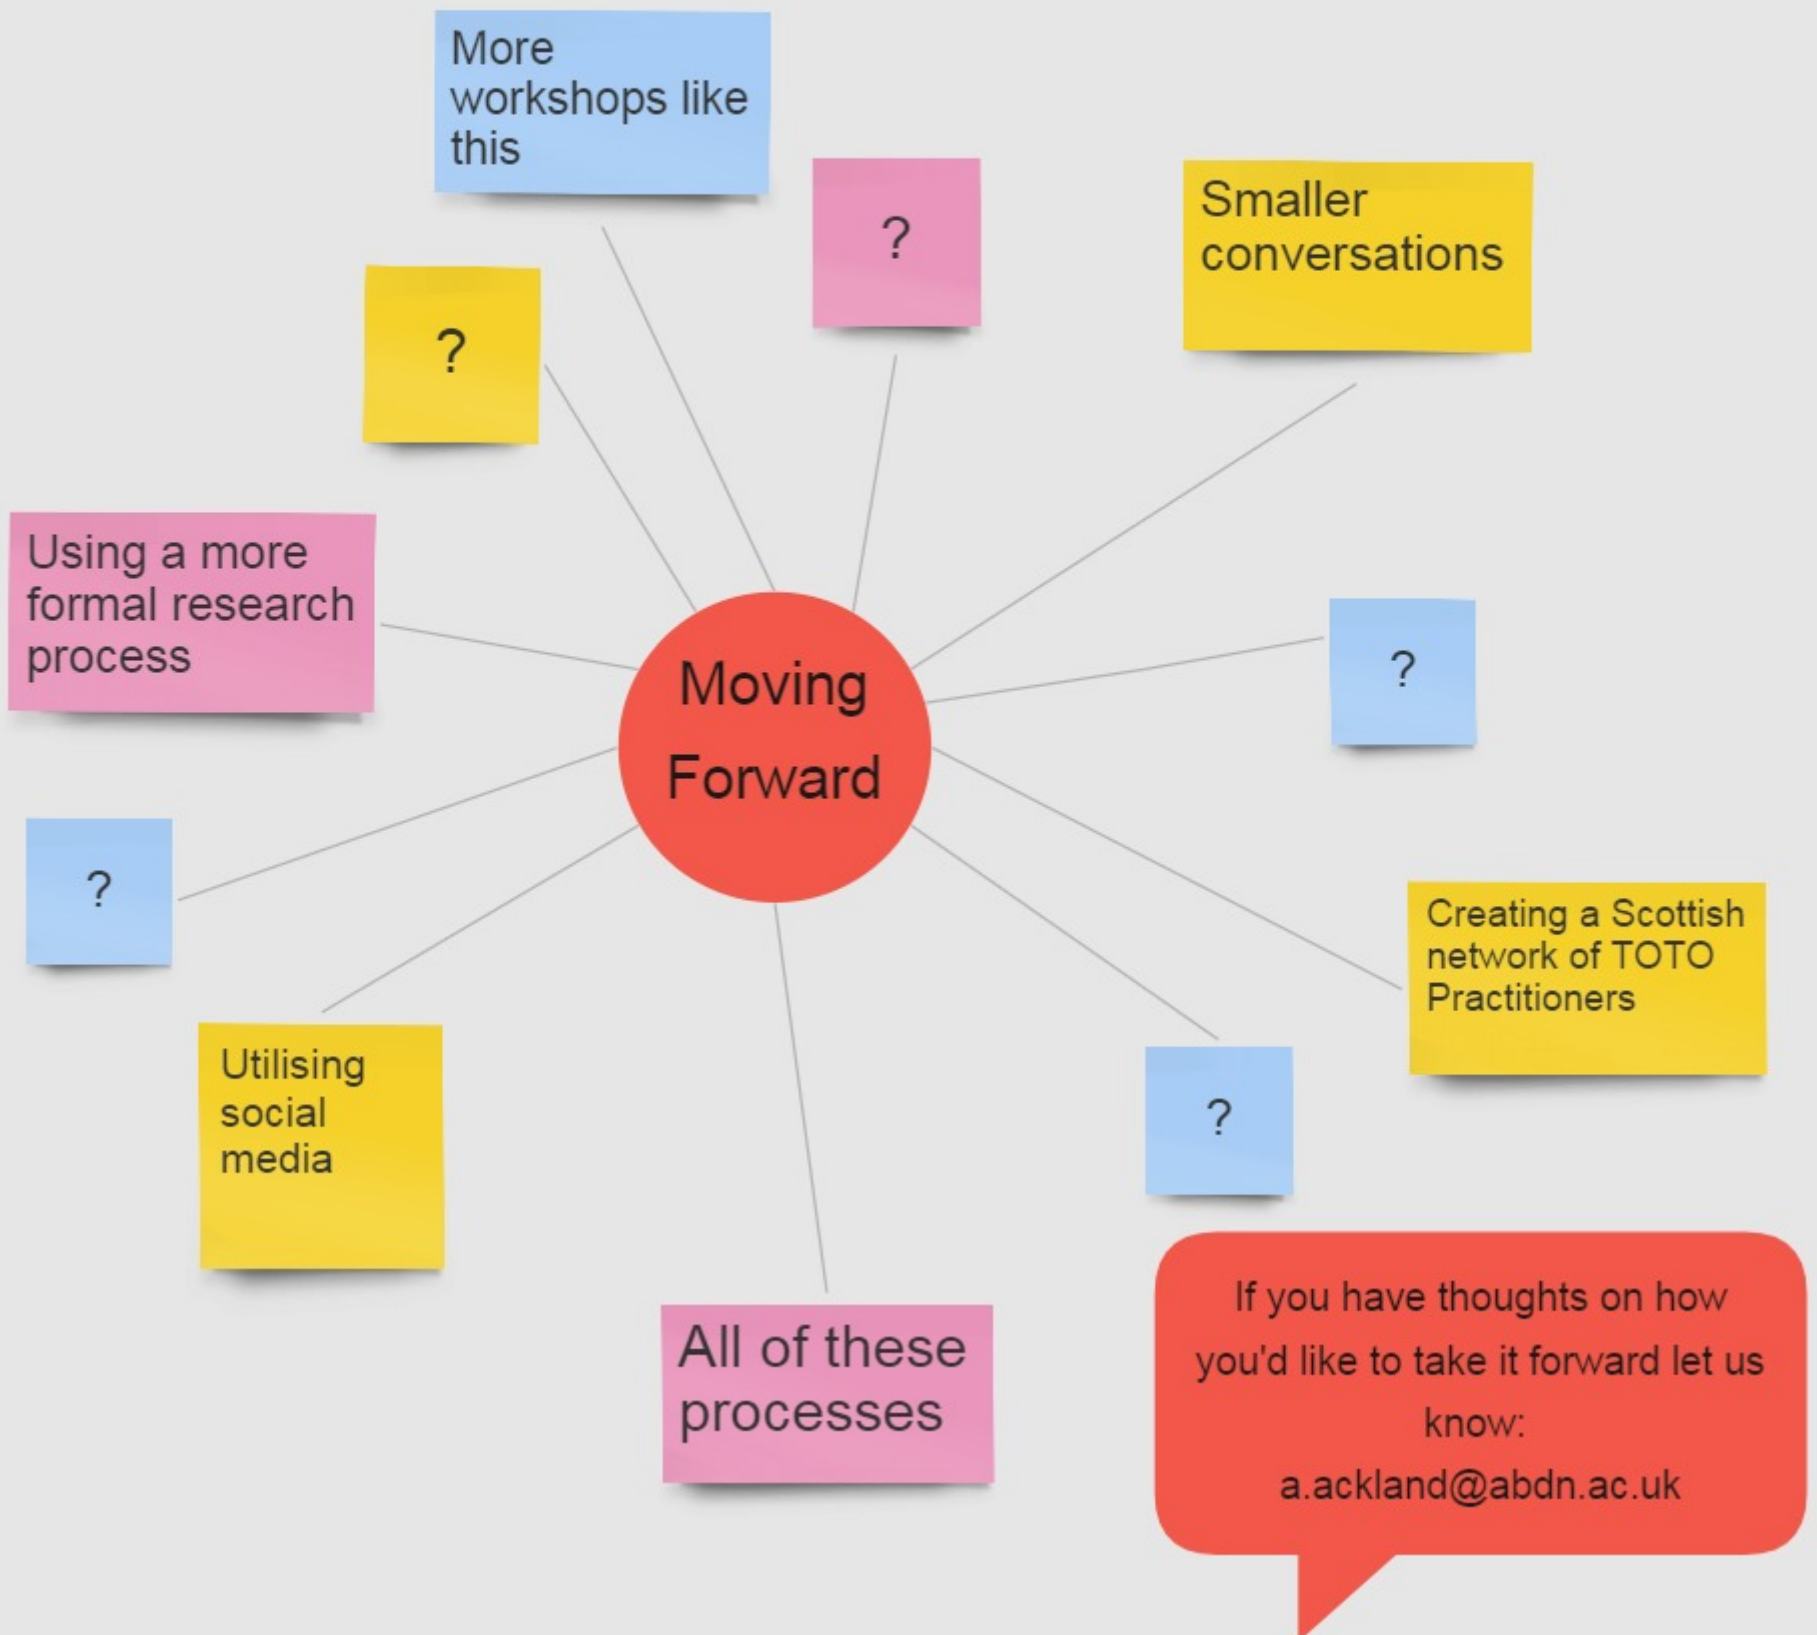 More
workshops like
this
?
Smaller
conversations
?
Using a more
formal research
process
?
Moving
Forward
?
Creating a Scottish
network of TOTO
Practitioners
Utilising
social
media
?
All of these
processes
If you have thoughts on how
you'd like to take it forward let us
know:
a.ackland@abdn.ac.uk